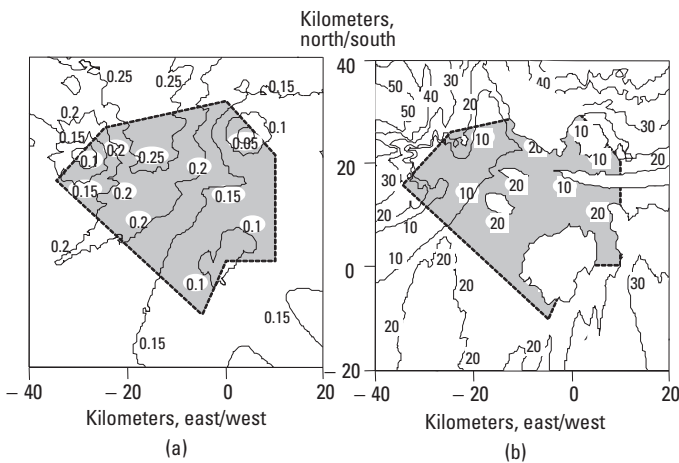 Kilometers,
north/south
0.25 0.25 0.15
0.2 0.1
0.15 0.05
0.1 0.2 0.25 0.2
0.15 0.2 0.15
0.2 0.1
0.2
0.1
0.15 0.15
– 40 – 20 0 20
Kilometers, east/west
(a)
40
20
0
– 20
50 30 40
50 40 20 10 30
10 20 10 20
30 10 20 10
20 20 20
10
10 20 20 30
20 20 20 20
– 40 – 20 0 20
Kilometers, east/west
(b)